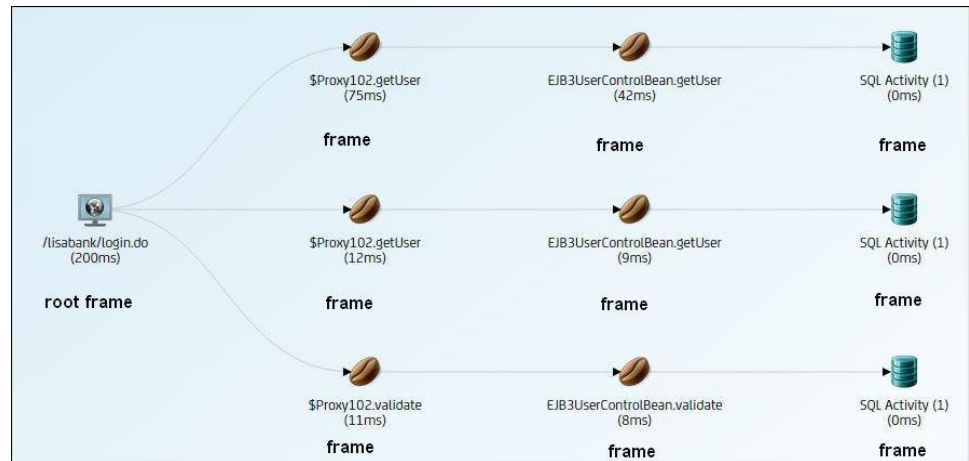 $Proxy102.getUser
(75ms)
EJB3UserControlBean.getUser
(42ms)
SQL Activity (1)
(0ms)
frame
frame
frame
/lisabank/login.do
(200ms)
root frame
$Proxy102.getUser
(12ms)
EJB3UserControlBean.getUser
(9ms)
SQL Activity (1)
(0ms)
frame
frame
frame
$Proxy102.validate
(11ms)
EJB3UserControlBean.validate
(8ms)
SQL Activity (1)
(0ms)
frame
frame
frame